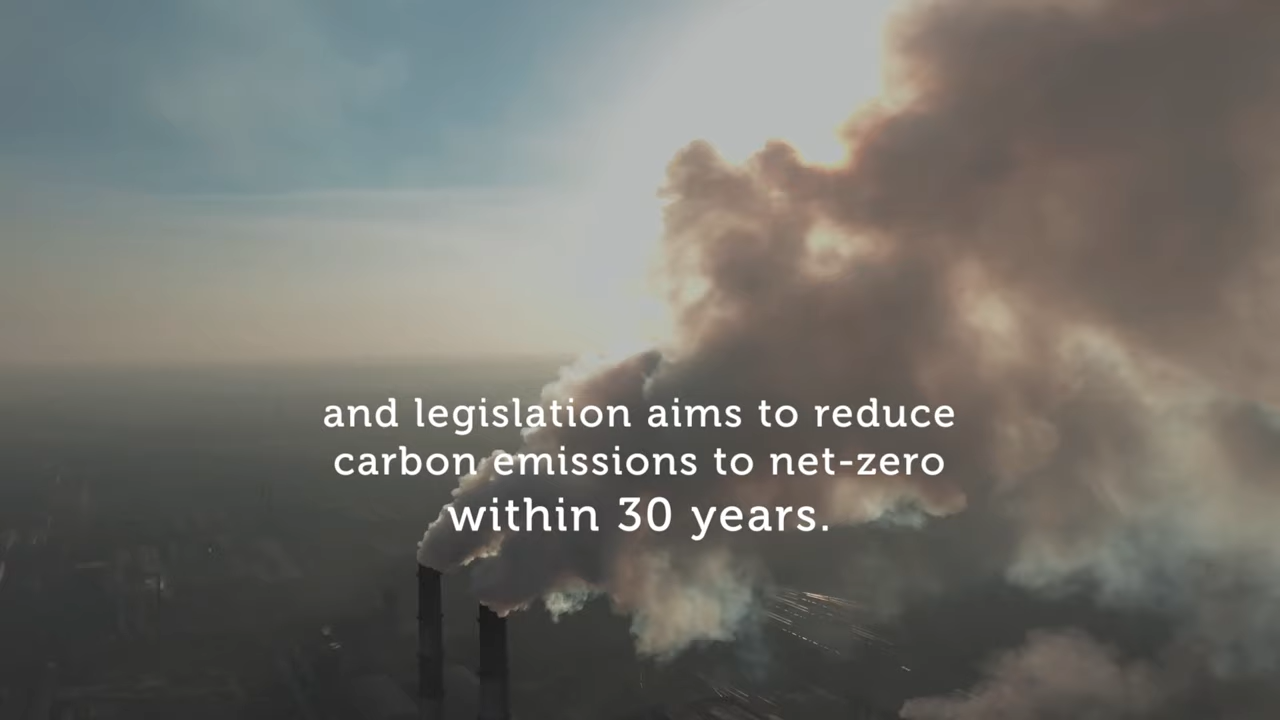 and legislation aims to reduce
carbon emissions to net-zero
within 30 years.